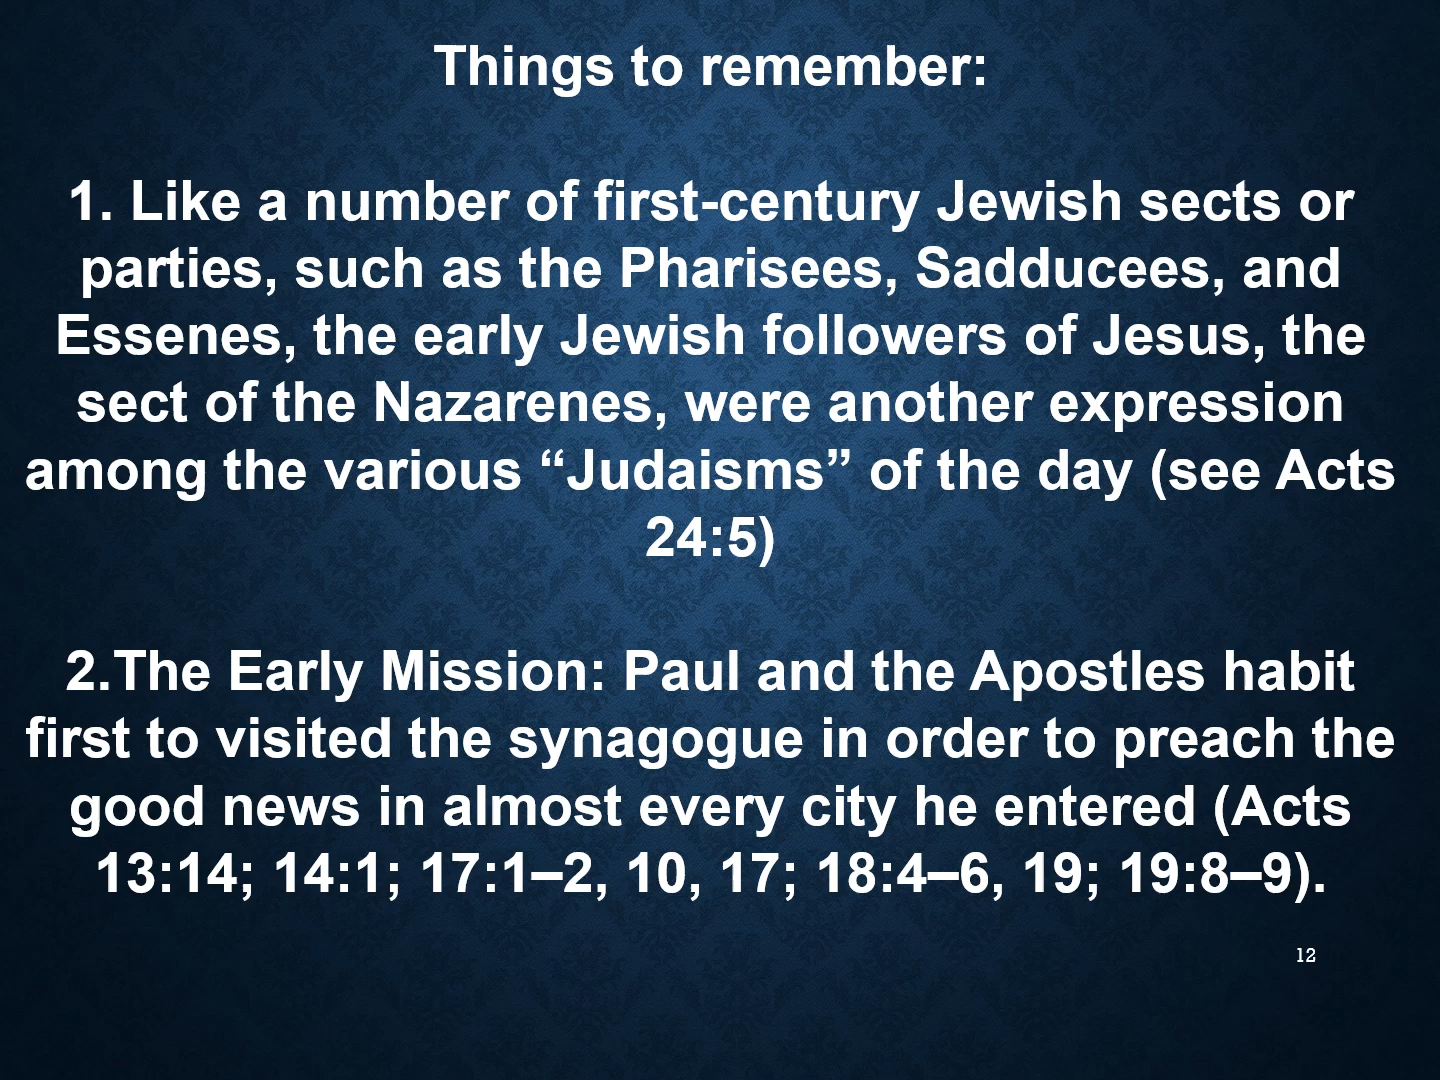 Things to remember:
1. Like a number of first-century Jewish sects or
parties, such as the Pharisees, Sadducees, and
Essenes, the early Jewish followers of Jesus, the
sect of the Nazarenes, were another expression
among the various “Judaisms” of the day (see Acts
24:5)
2.The Early Mission: Paul and the Apostles habit
first to visited the synagogue in order to preach the
good news in almost every city he entered (Acts
13:14; 14:1; 17:1–2, 10, 17; 18:4–6, 19; 19:8–9).
12